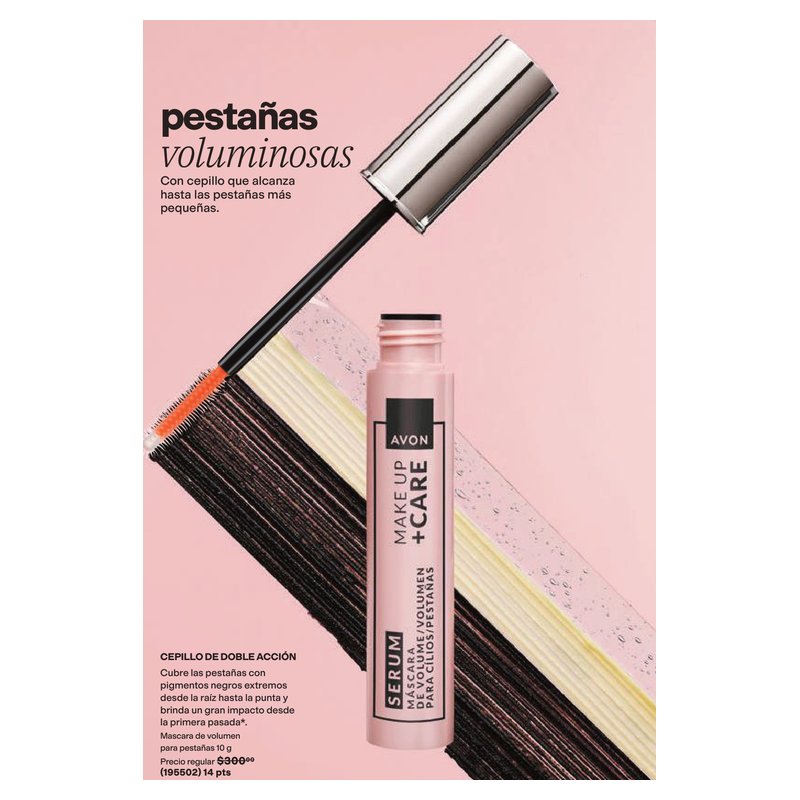 pestañas
voluminosas
Con cepillo que alcanza
hasta las pestañas más
pequeñas.
AVON
MAKE UP
+CARE
SERUM
MÁSCARA
DE VOLUME/VOLUMEN
PARA CÍLIOS/PESTAÑAS
CEPILLO DE DOBLE ACCIÓN
Cubre las pestañas con
pigmentos negros extremos
desde la raíz hasta la punta y
brinda un gran impacto desde
la primera pasada*.
Mascara de volumen
para pestañas 10 g
Precio regular $300⁰⁰
(195502) 14 pts